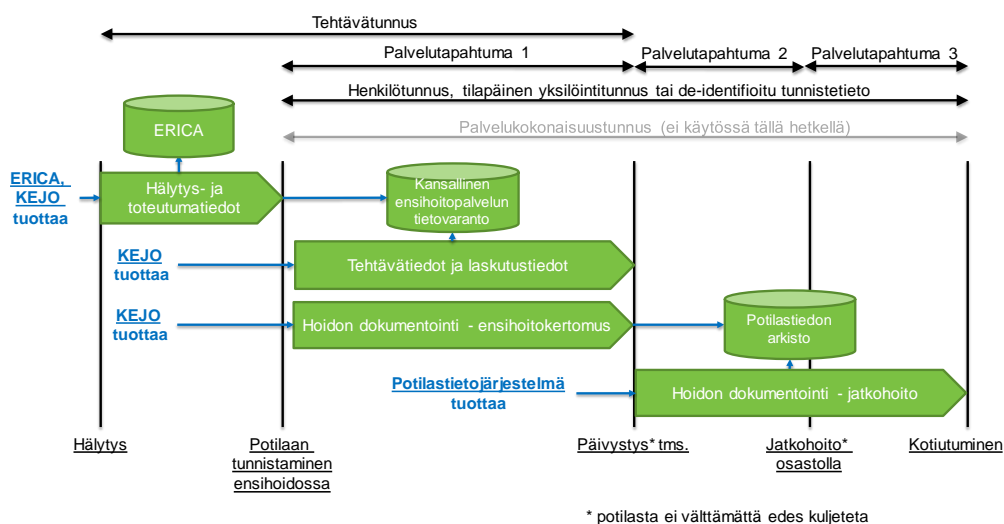 Tehtävätunnus
Palvelutapahtuma 1
Palvelutapahtuma 2
Palvelutapahtuma 3
Henkilötunnus, tilapäinen yksilöintitunnus tai de-identifioitu tunnistetieto
Palvelukokonaisuustunnus (ei käytössä tällä hetkellä)
ERICA
ERICA,
KEJO
tuottaa
Hälytys- ja
toteutumatiedot
Kansallinen
ensihoitopalvelun
tietovaranto
KEJO
tuottaa
Tehtävätiedot ja laskutustiedot
KEJO
tuottaa
Hoidon dokumentointi - ensihoitokertomus
Potilastiedon
arkisto
Potilastietojärjestelmä
tuottaa
Hoidon dokumentointi - jatkohoito
Hälytys
Potilaan
tunnistaminen
ensihoidossa
Päivystys* tms.
Jatkohoito*
osastolla
Kotiutuminen
* potilasta ei välttämättä edes kuljeteta